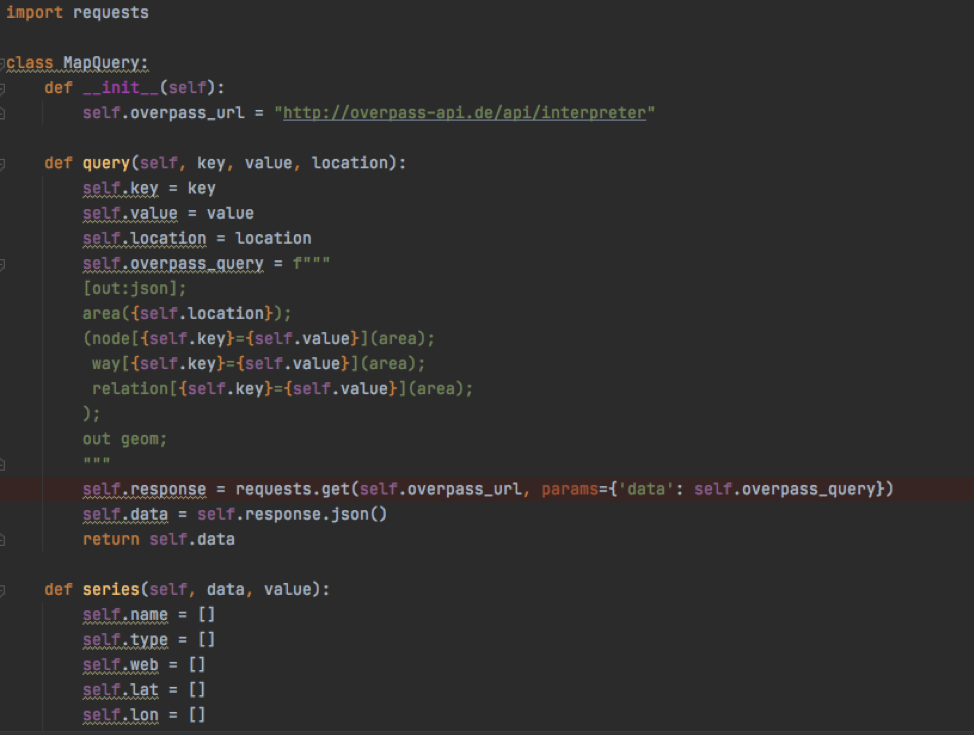 import requests
class MapQuery:
    def __init__(self):
        self.overpass_url = "http://overpass-api.de/api/interpreter"
    def query(self, key, value, location):
        self.key = key
        self.value = value
        self.location = location
        self.overpass_query = f"""
        [out:json];
        area({self.location});
        (node[{self.key}={self.value}](area);
         way[{self.key}={self.value}](area);
         relation[{self.key}={self.value}](area);
        );
        out geom;
        """
        self.response = requests.get(self.overpass_url, params={'data': self.overpass_query})
        self.data = self.response.json()
        return self.data
    def series(self, data, value):
        self.name = []
        self.type = []
        self.web = []
        self.lat = []
        self.lon = []